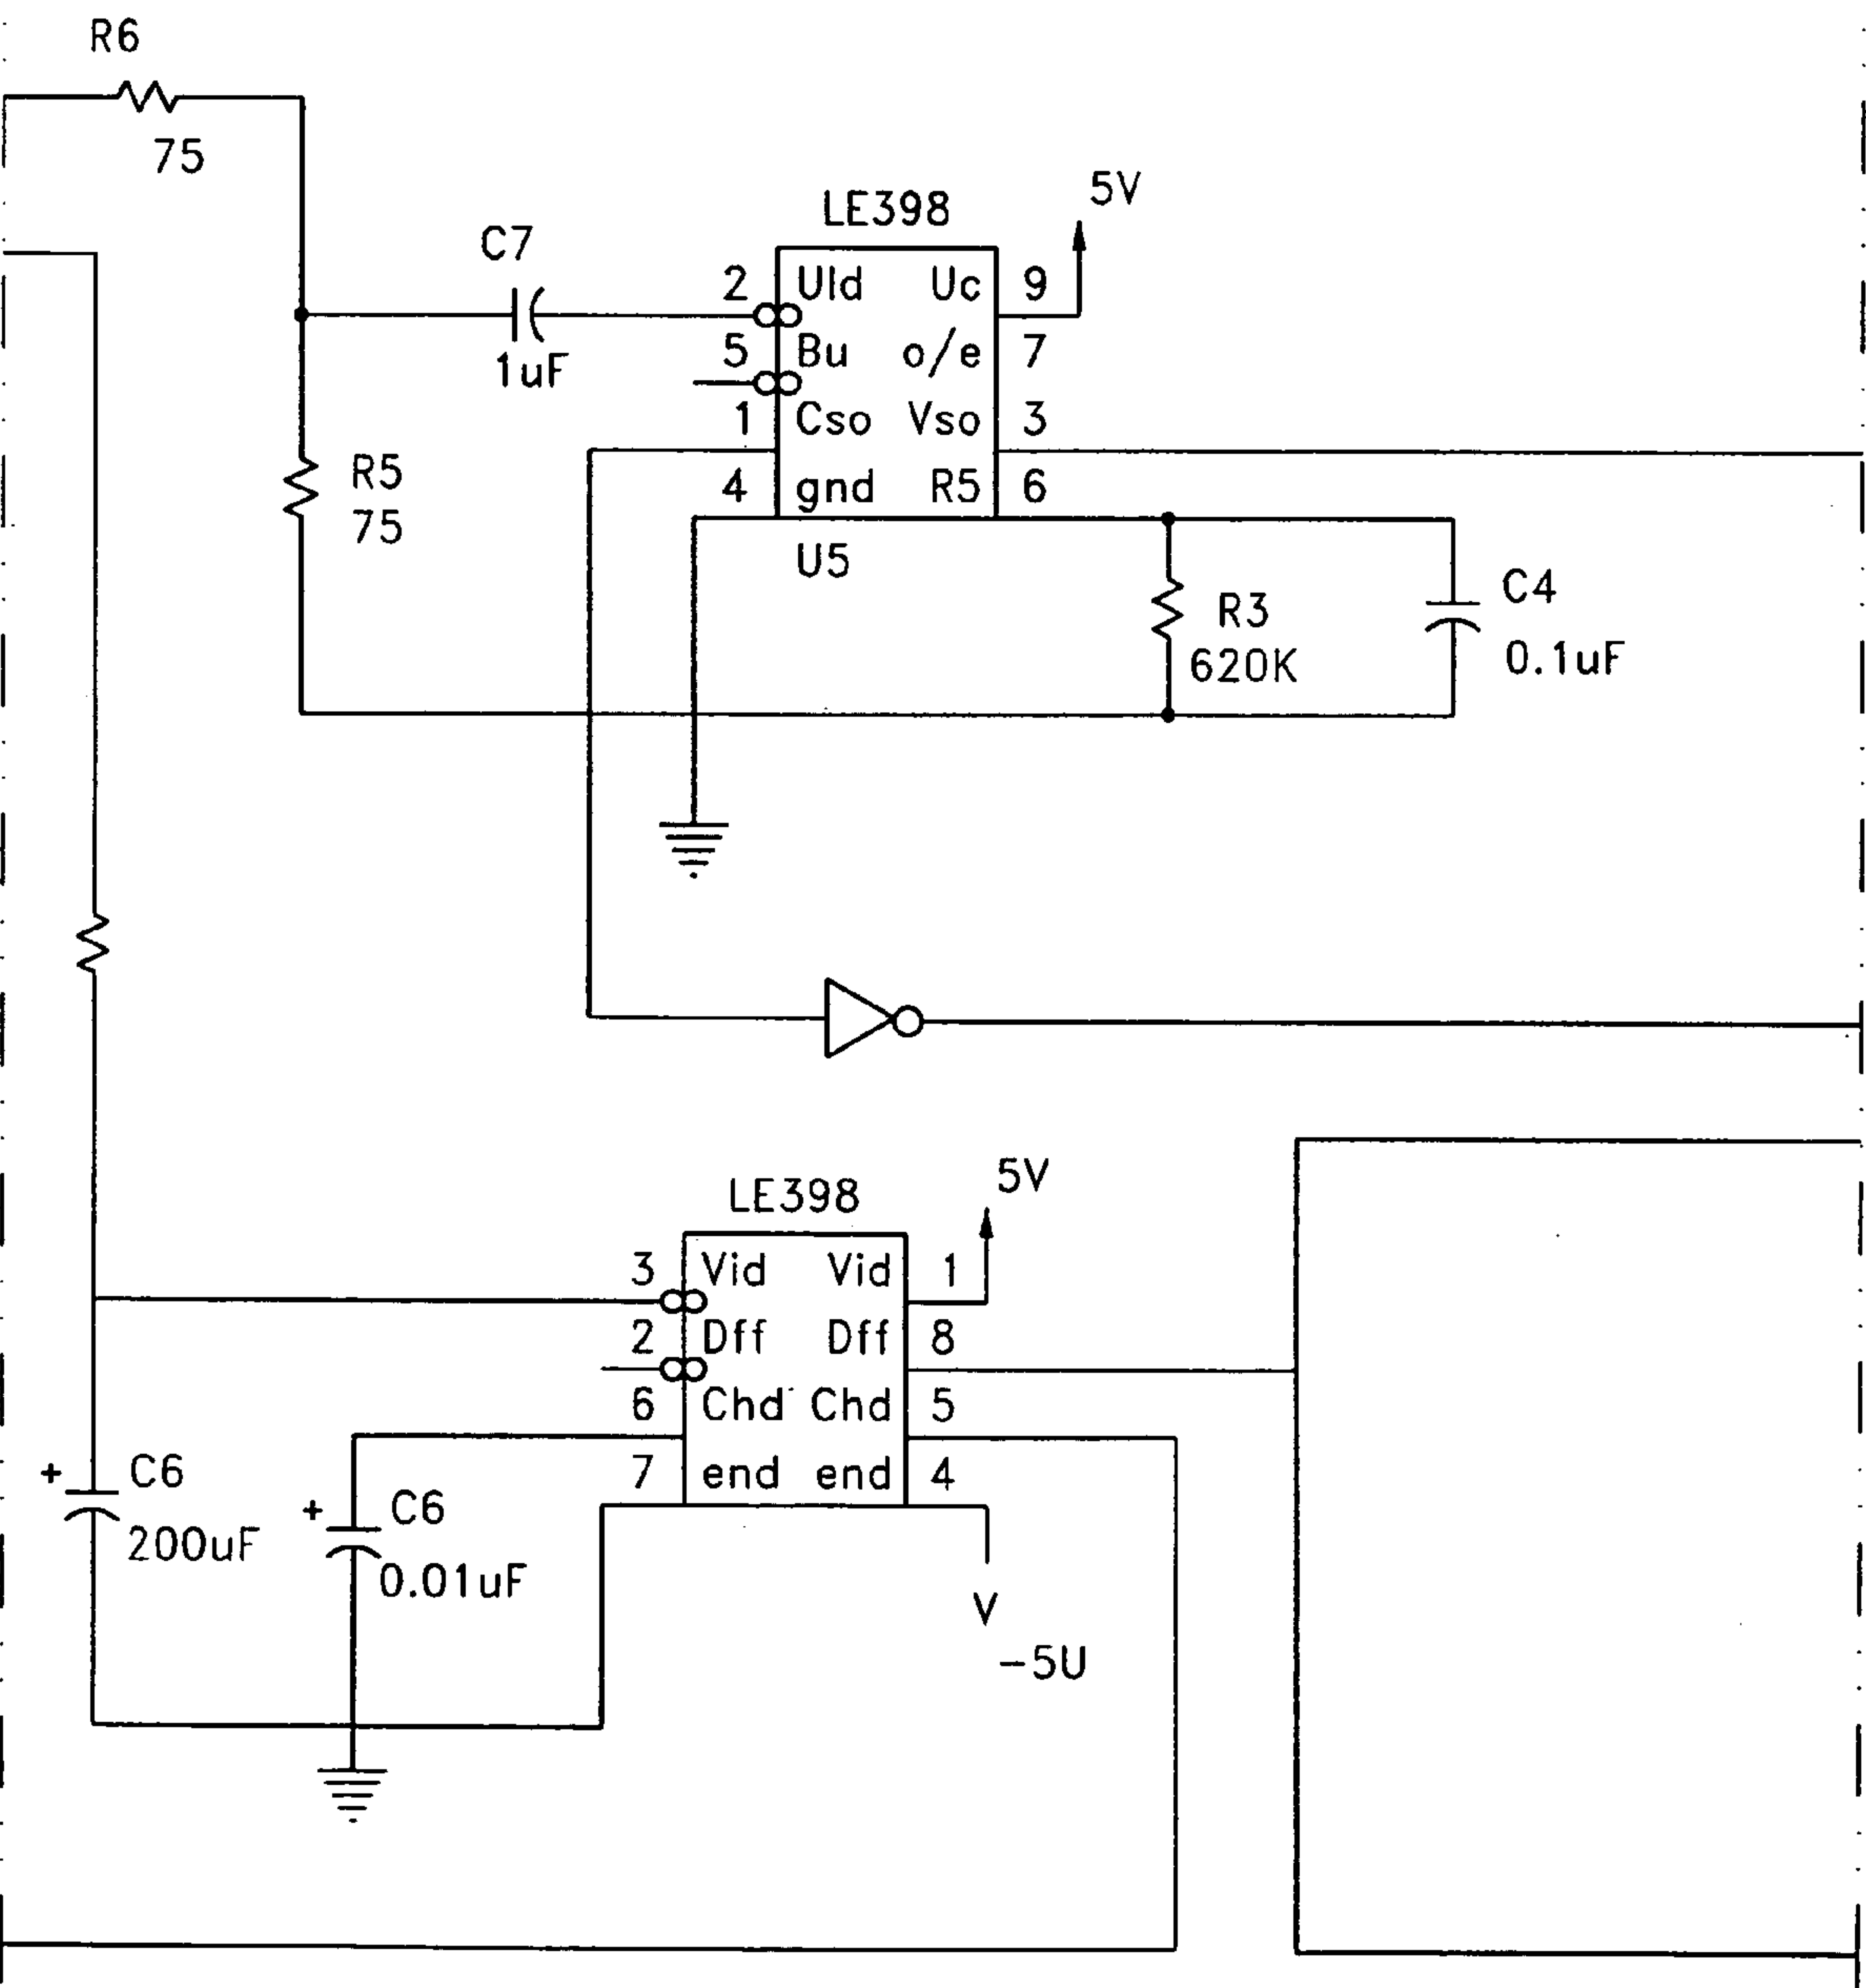 R6
75
C7
1uF
R5
75
LE398
5V
2 Uld Uc 9
5 Bu o/e 7
1 Cso Vso 3
4 gnd R5 6
U5
R3
620K
C4
0.1uF
LE398
5V
3 Vid Vid 1
2 Dff Dff 8
6 Chd Chd 5
7 end end 4
+ C6
200uF
+ C6
0.01uF
V
-5U